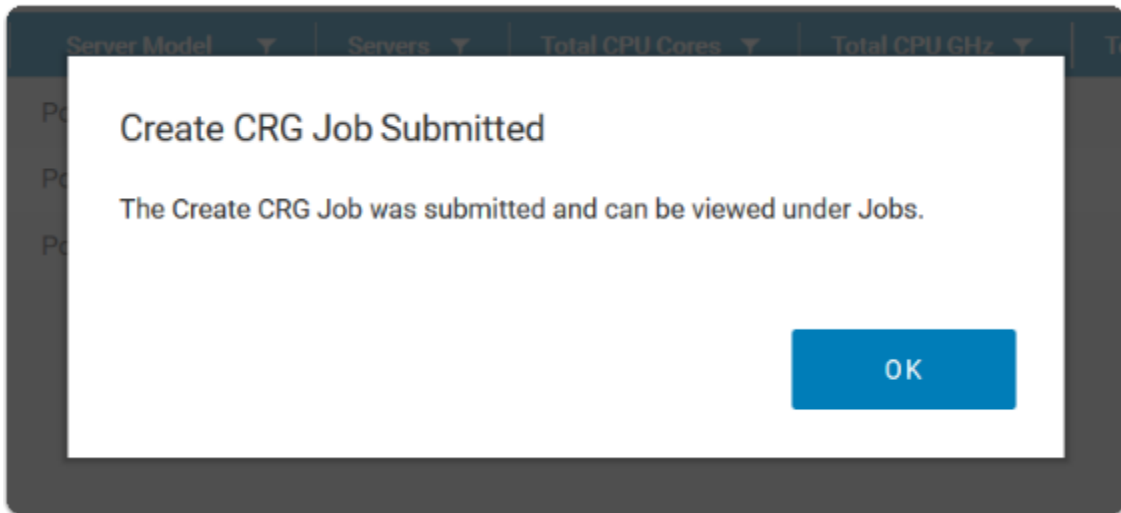 Server Model Servers Total CPU Cores Total CPU GHz
Create CRG Job Submitted
The Create CRG Job was submitted and can be viewed under Jobs.
OK